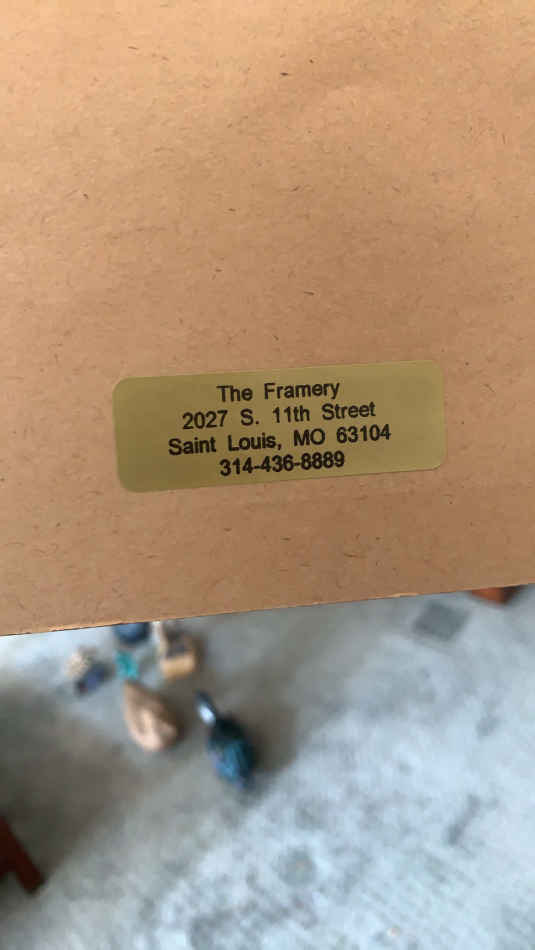 The Framery
2027 S. 11th Street
Saint Louis, MO 63104
314-436-8889